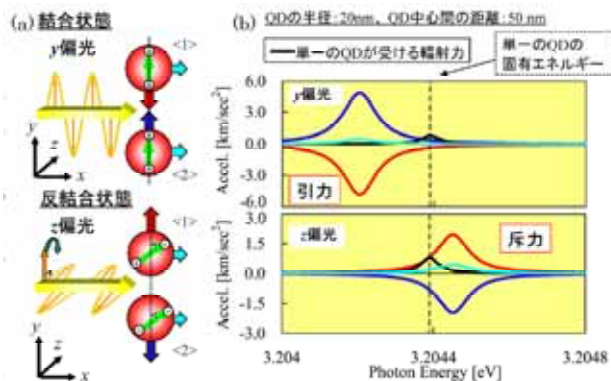 (a) 結合状態
y偏光
<1>
<2>
y
z
x
反結合状態
z偏光
<1>
<2>
y
z
x
(b) QDの半径:20nm、QD中心間の距離:50 nm
単一のQDが受ける輻射力
単一のQDの
固有エネルギー
y偏光
引力
Accel. [km/sec²]
6.0
3.0
0.0
-3.0
-6.0
z偏光
斥力
Accel. [km/sec²]
3.0
1.5
0.0
-1.5
-3.0
3.204
3.2044
3.2048
Photon Energy [eV]